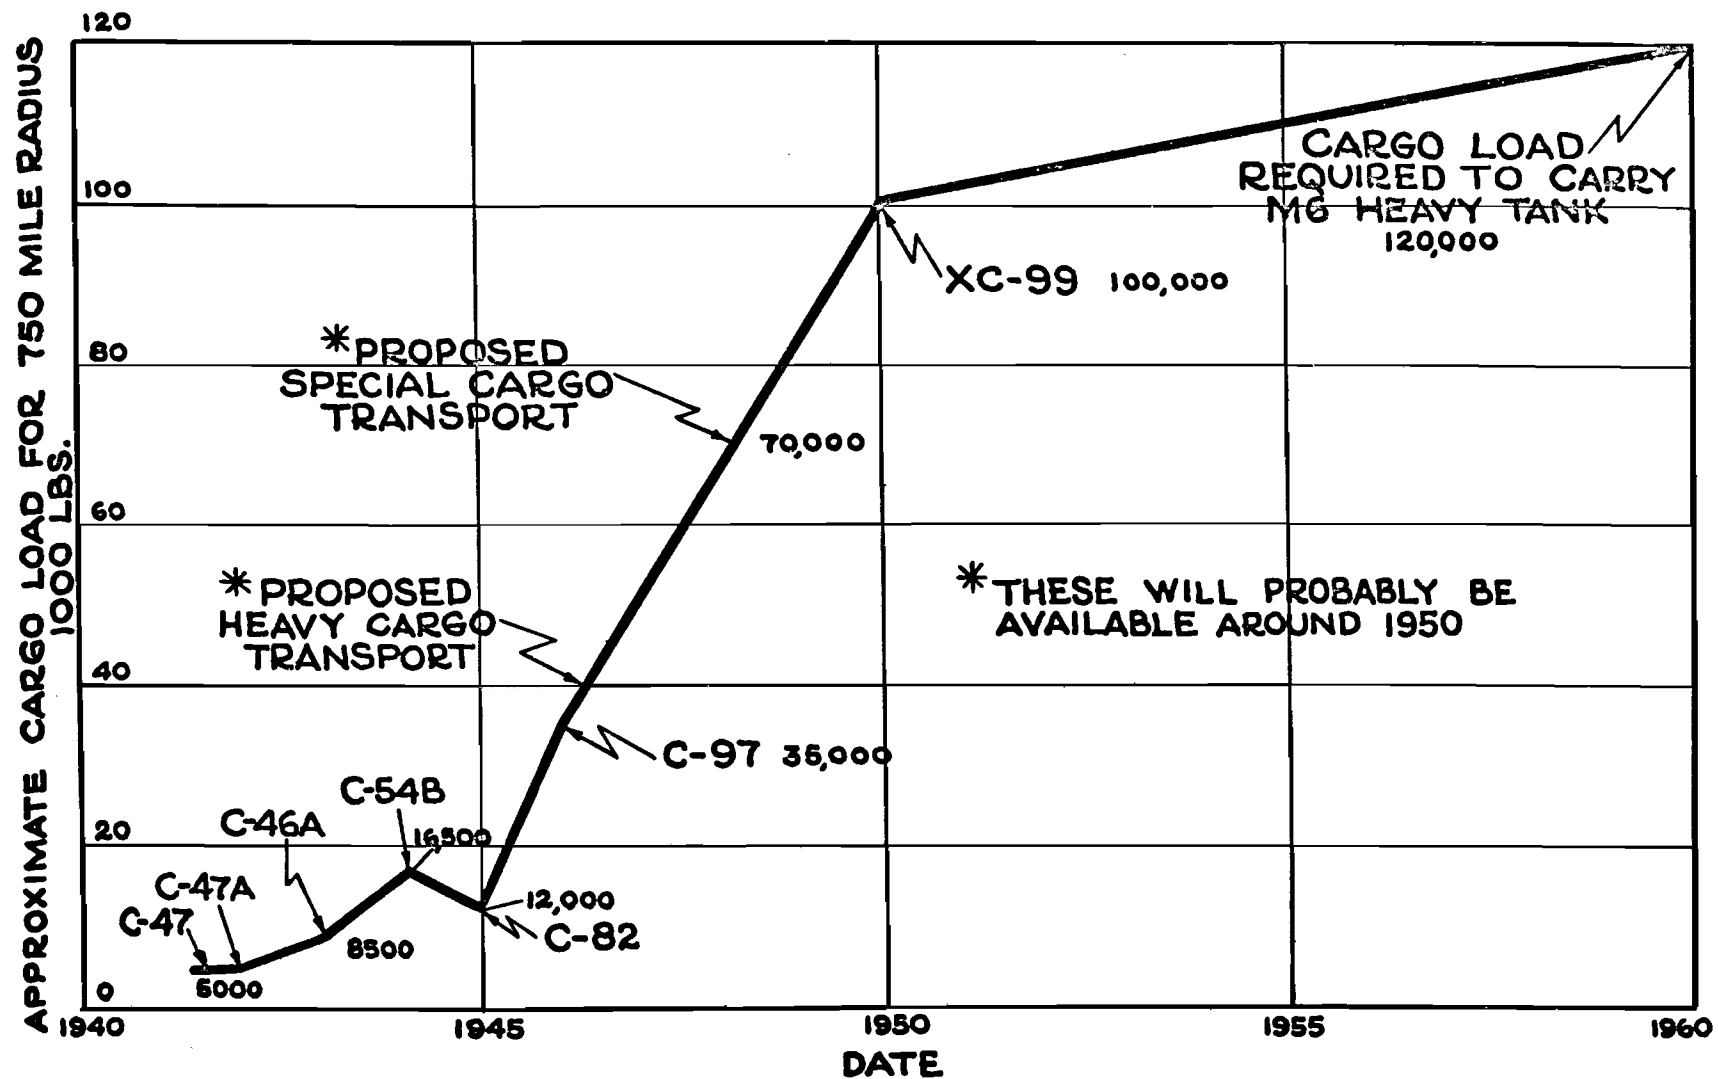 120
100
80
60
40
20
0
APPROXIMATE CARGO LOAD FOR 750 MILE RADIUS
1000 LBS.
CARGO LOAD
REQUIRED TO CARRY
M6 HEAVY TANK
120,000
XC-99 100,000
*PROPOSED
SPECIAL CARGO
TRANSPORT
70,000
*PROPOSED
HEAVY CARGO
TRANSPORT
*THESE WILL PROBABLY BE
AVAILABLE AROUND 1950
C-97 35,000
C-54B
16,500
C-46A
C-47A
C-47
12,000
C-82
8500
5000
1940 1945 1950 1955 1960
DATE